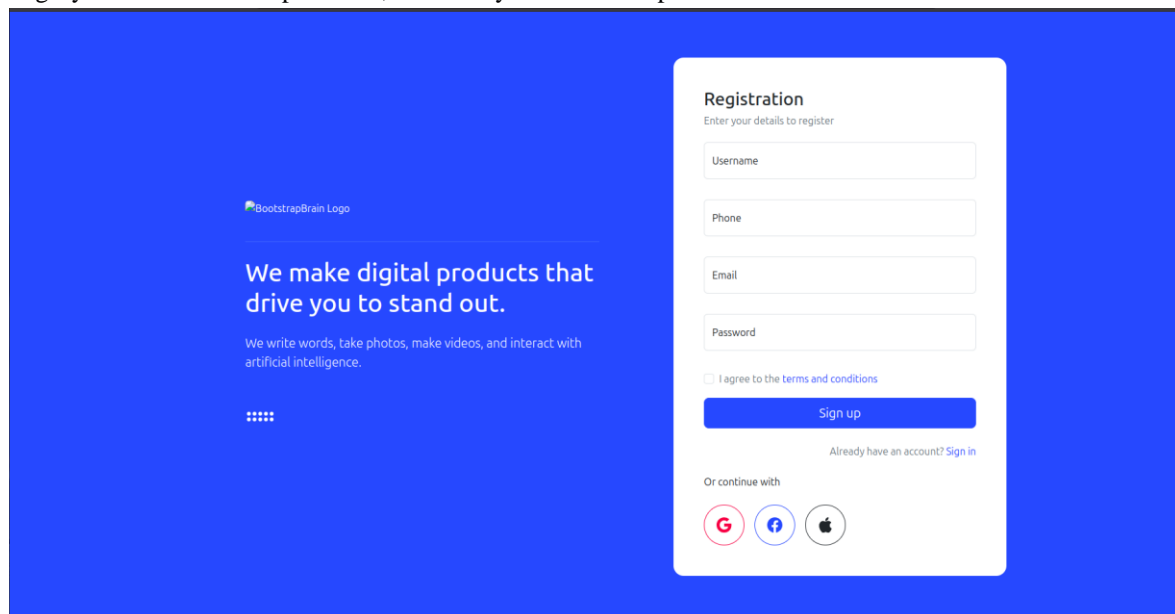 BootstrapBrain Logo
We make digital products that
drive you to stand out.
We write words, take photos, make videos, and interact with
artificial intelligence.
Registration
Enter your details to register
Username
Phone
Email
Password
I agree to the terms and conditions
Sign up
Already have an account? Sign in
Or continue with